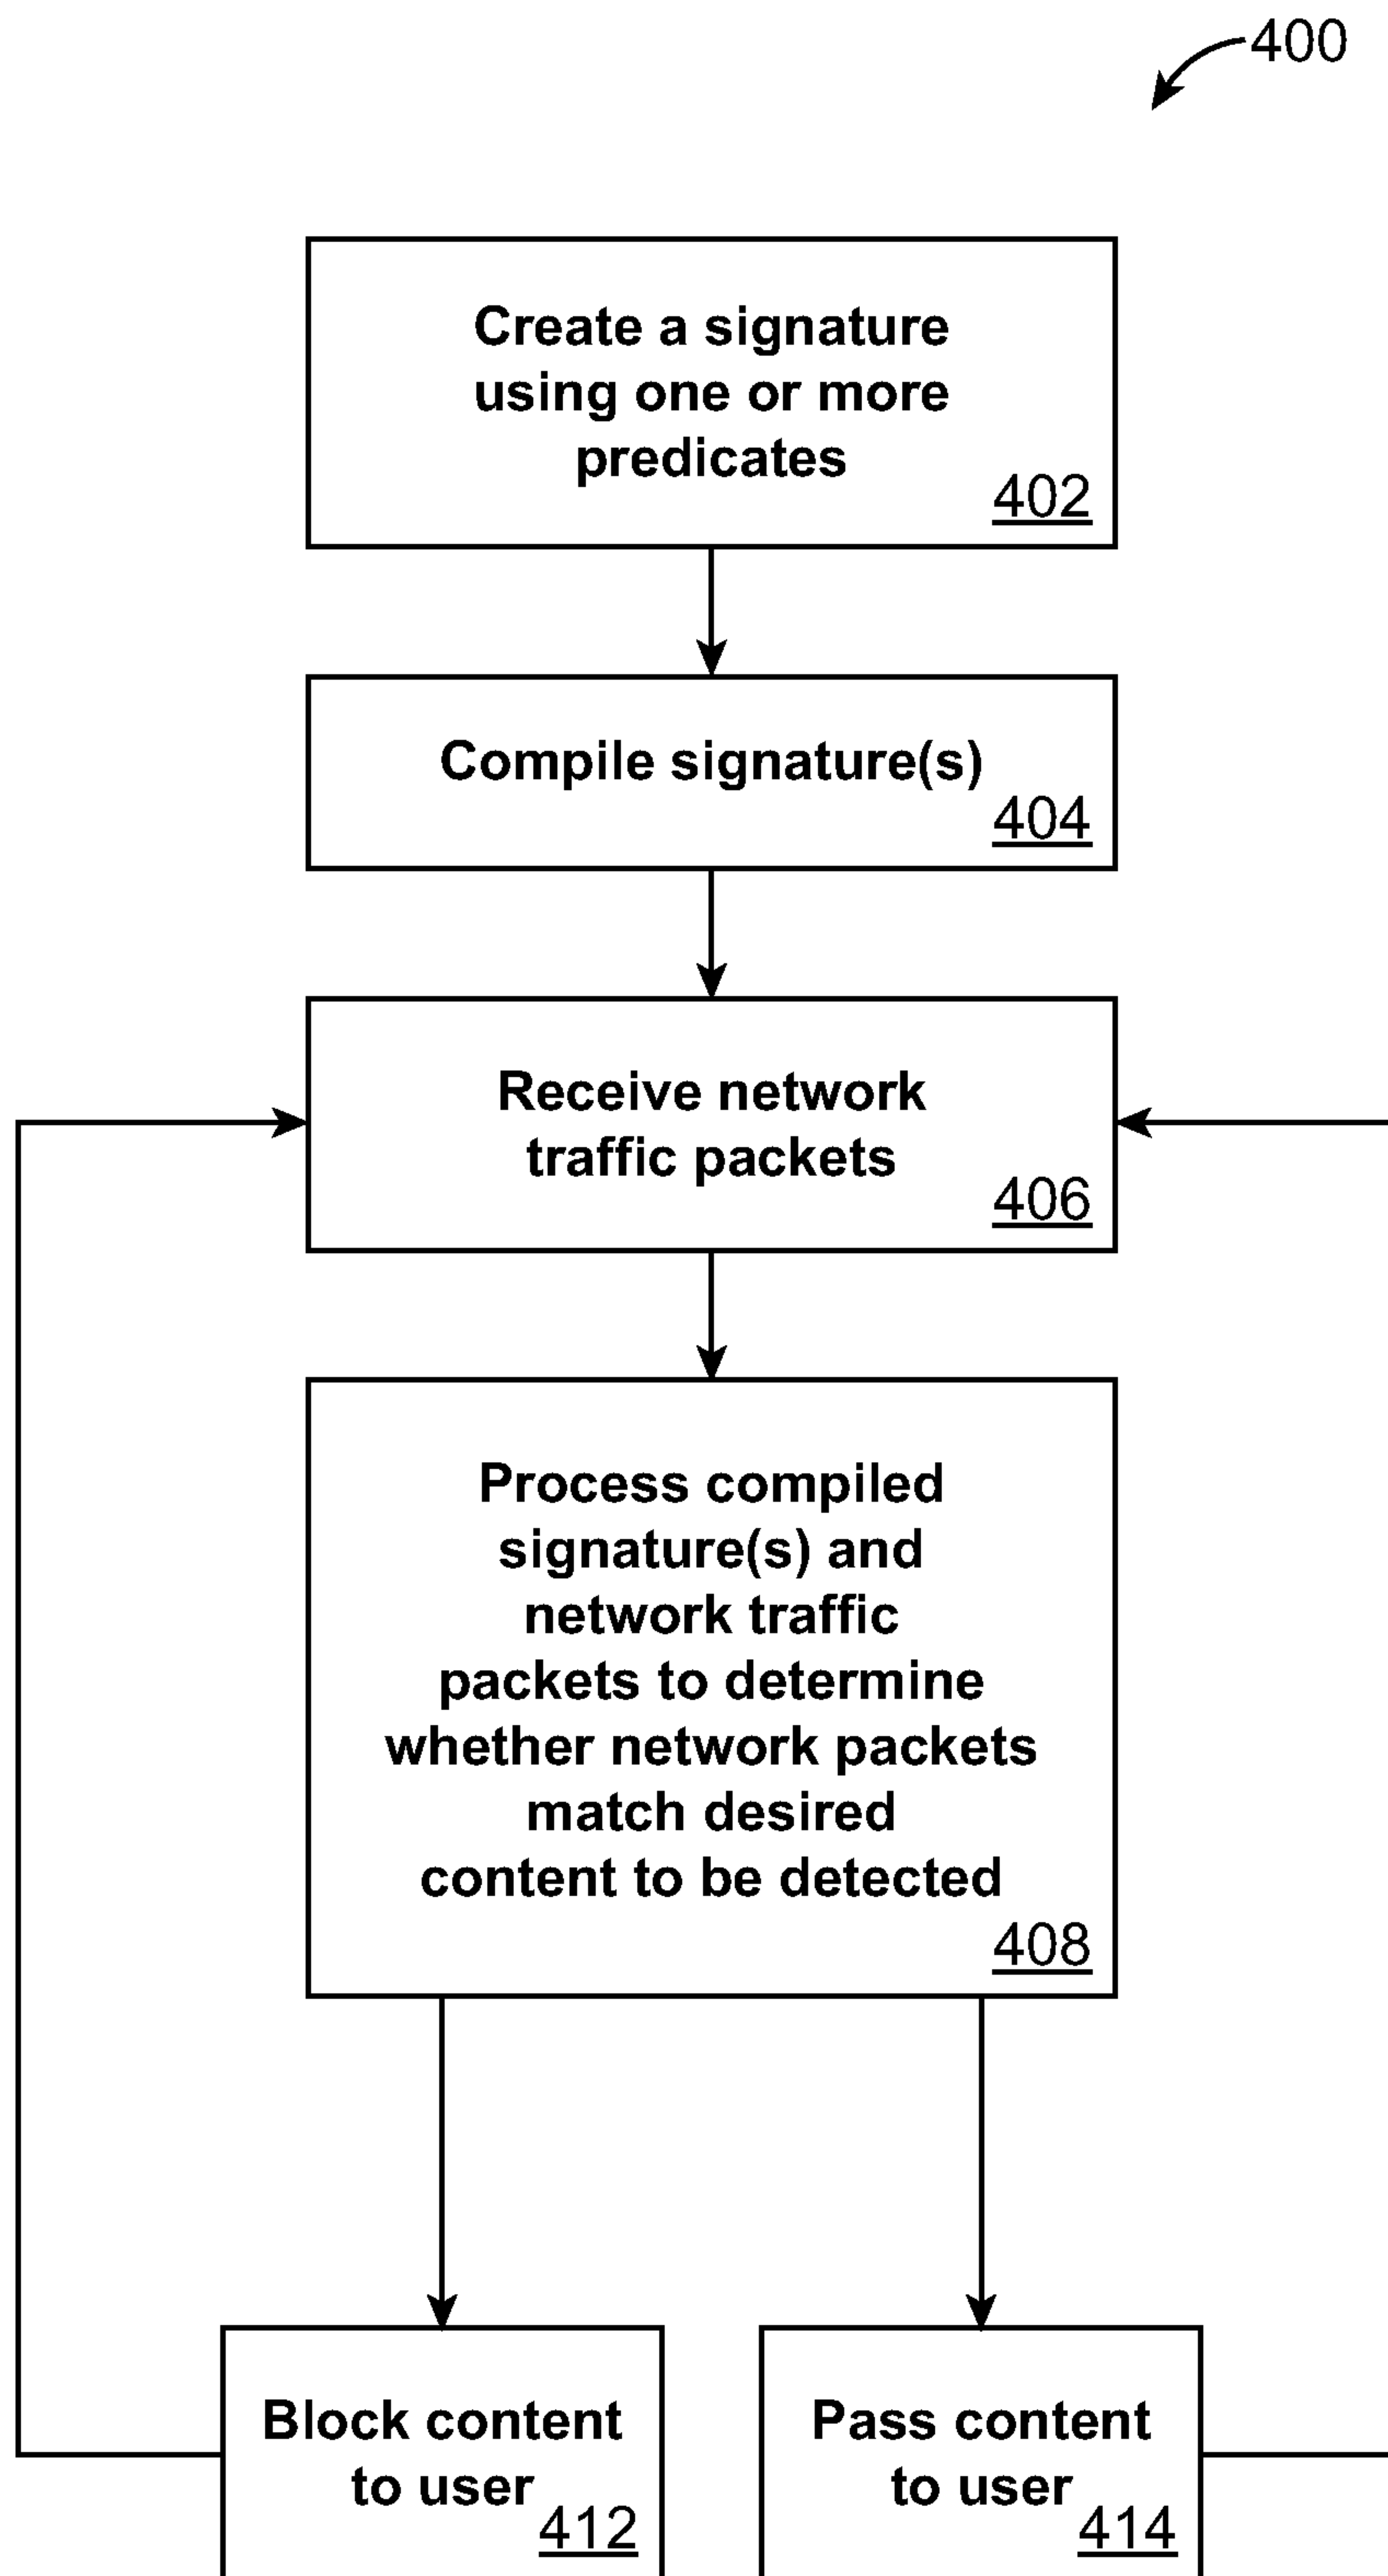 400
Create a signature
using one or more
predicates
402
Compile signature(s)
404
Receive network
traffic packets
406
Process compiled
signature(s) and
network traffic
packets to determine
whether network packets
match desired
content to be detected
408
Block content
to user
412
Pass content
to user
414